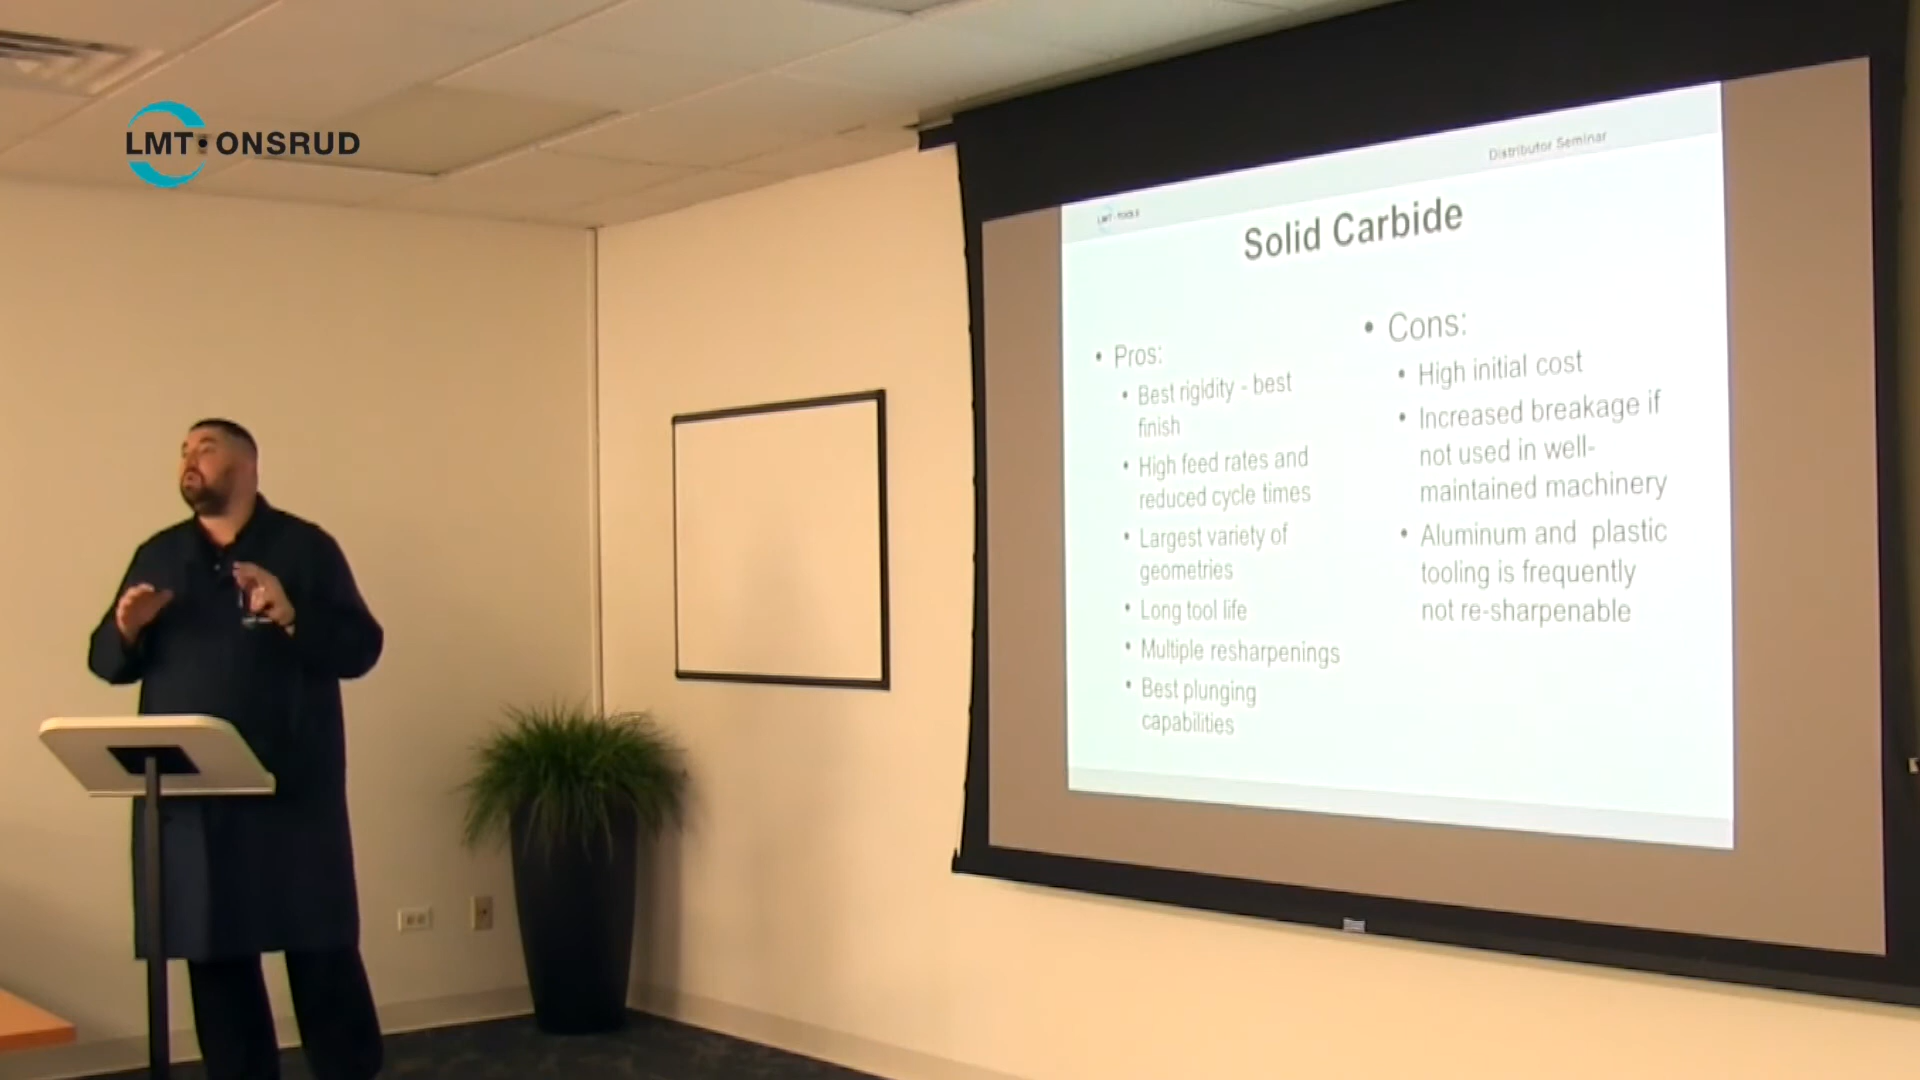 LMT ONSRUD
Distributor Seminar
LMT TOOLS
Solid Carbide
• Pros:
• Best rigidity - best
finish
• High feed rates and
reduced cycle times
• Largest variety of
geometries
• Long tool life
• Multiple resharpenings
• Best plunging
capabilities
• Cons:
• High initial cost
• Increased breakage if
not used in well-
maintained machinery
• Aluminum and plastic
tooling is frequently
not re-sharpenable